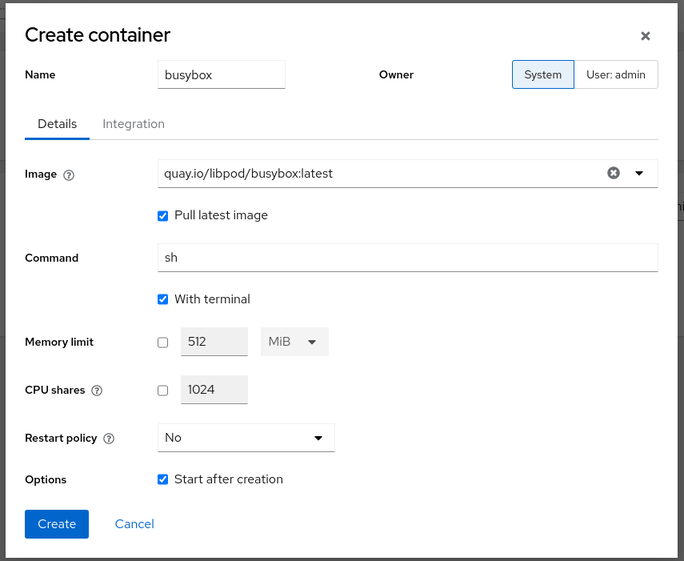 Create container
Name busybox Owner System User: admin
Details Integration
Image quay.io/libpod/busybox:latest
Pull latest image
Command sh
With terminal
Memory limit 512 MiB
CPU shares 1024
Restart policy No
Options Start after creation
Create Cancel